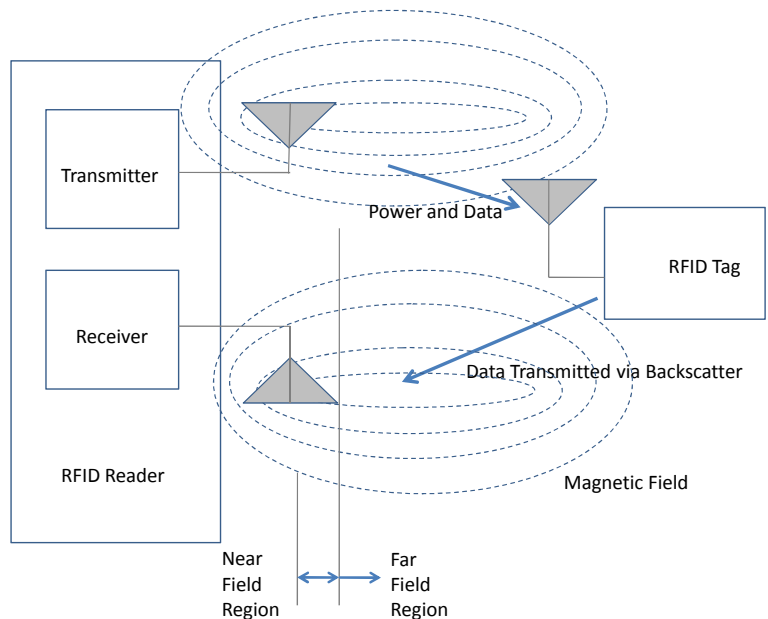 Transmitter
Power and Data
RFID Tag
Receiver
Data Transmitted via Backscatter
RFID Reader
Magnetic Field
Near
Field
Region
Far
Field
Region